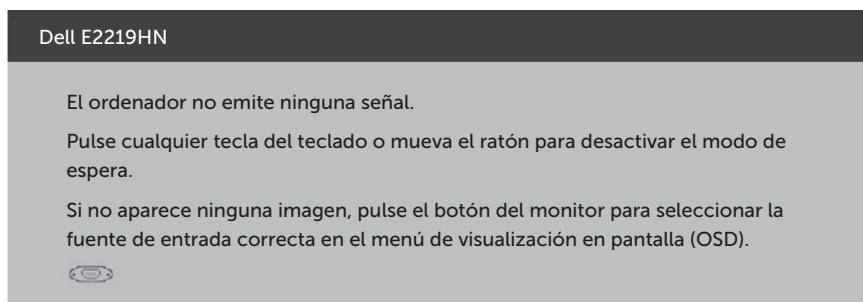 Dell E2219HN
El ordenador no emite ninguna señal.
Pulse cualquier tecla del teclado o mueva el ratón para desactivar el modo de
espera.
Si no aparece ninguna imagen, pulse el botón del monitor para seleccionar la
fuente de entrada correcta en el menú de visualización en pantalla (OSD).